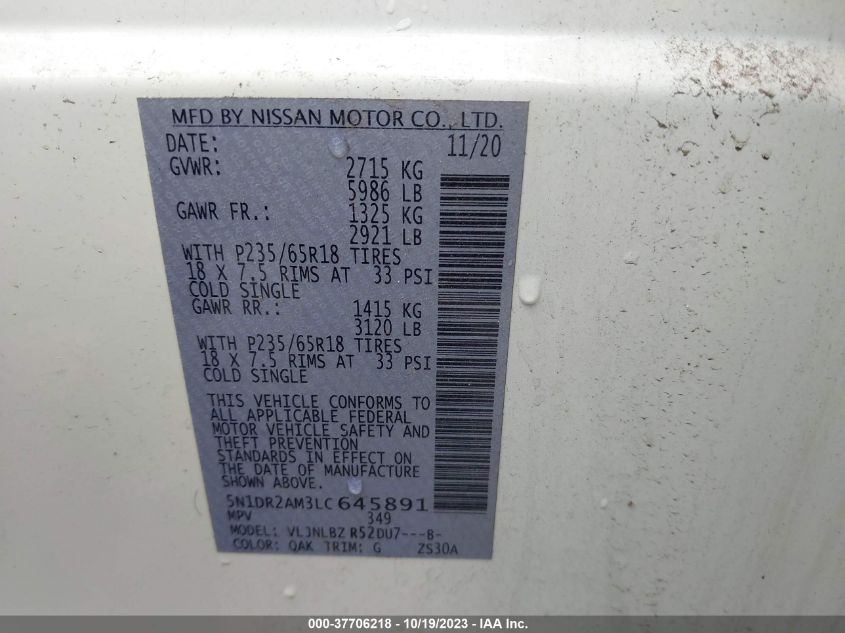 MFD BY NISSAN MOTOR CO., LTD.
DATE: 11/20
GVWR: 2715 KG
5986 LB
GAWR FR.: 1325 KG
2921 LB
WITH P235/65R18 TIRES
18 X 7.5 RIMS AT 33 PSI
COLD SINGLE
GAWR RR.: 1415 KG
3120 LB
WITH P235/65R18 TIRES
18 X 7.5 RIMS AT 33 PSI
COLD SINGLE
THIS VEHICLE CONFORMS TO
ALL APPLICABLE FEDERAL
MOTOR VEHICLE SAFETY AND
THEFT PREVENTION
STANDARDS IN EFFECT ON
THE DATE OF MANUFACTURE
SHOWN ABOVE.
5N1DR2AM3LC645891
MPV 349
MODEL: VLJNLBZ R52DU7---B-
COLOR: QAK TRIM: G ZS30A
000-37706218 - 10/19/2023 - IAA Inc.